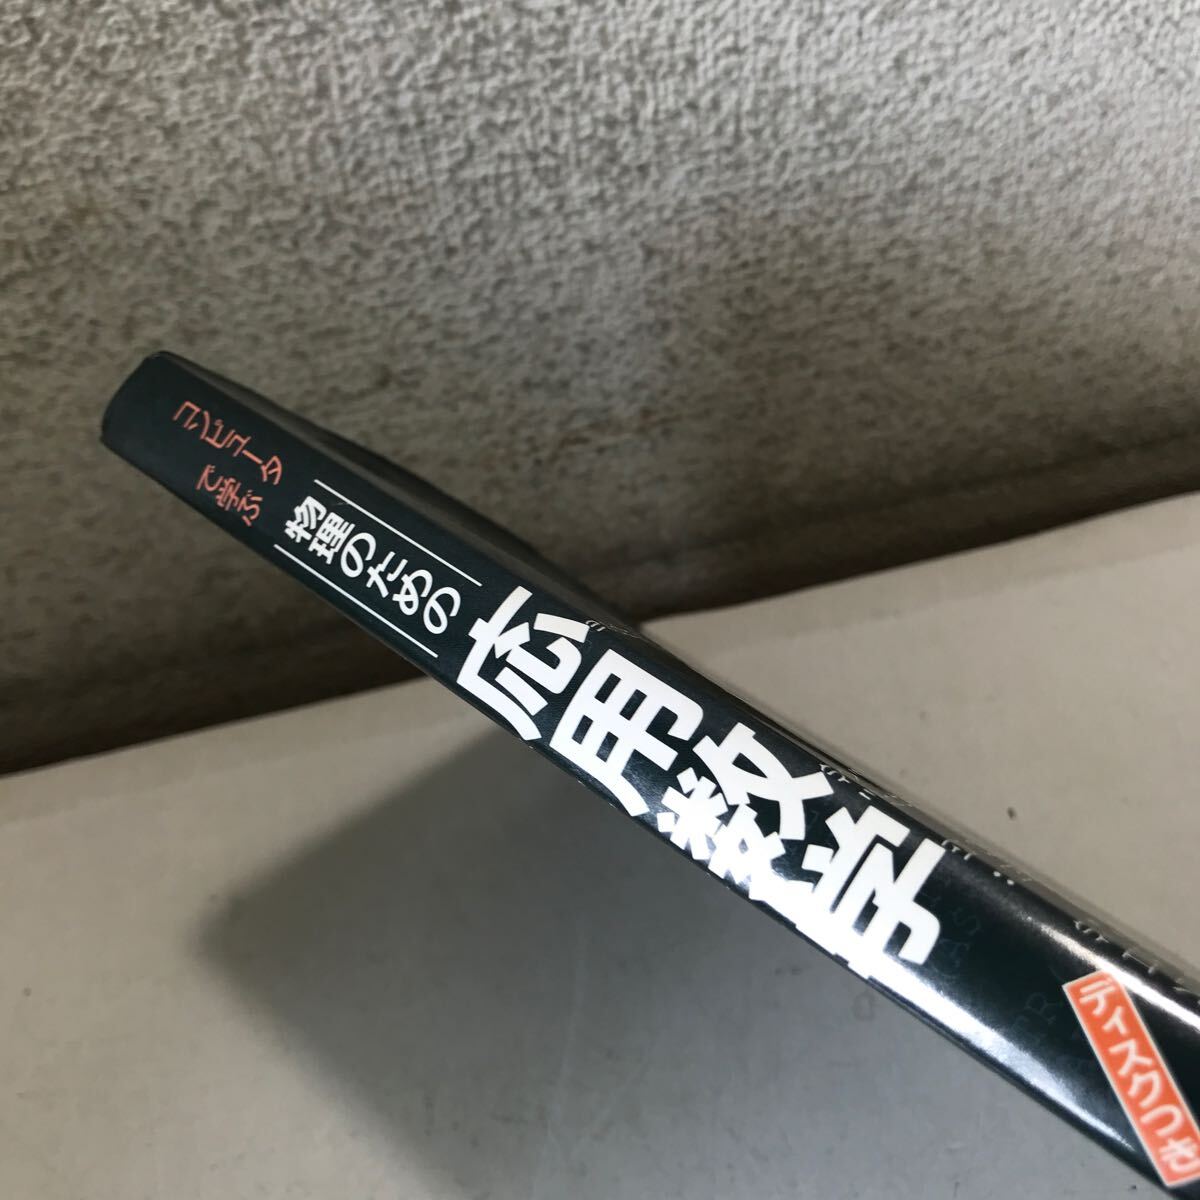 コンピュータ
で学ぶ
物理のための
応用数学
ディスクつき